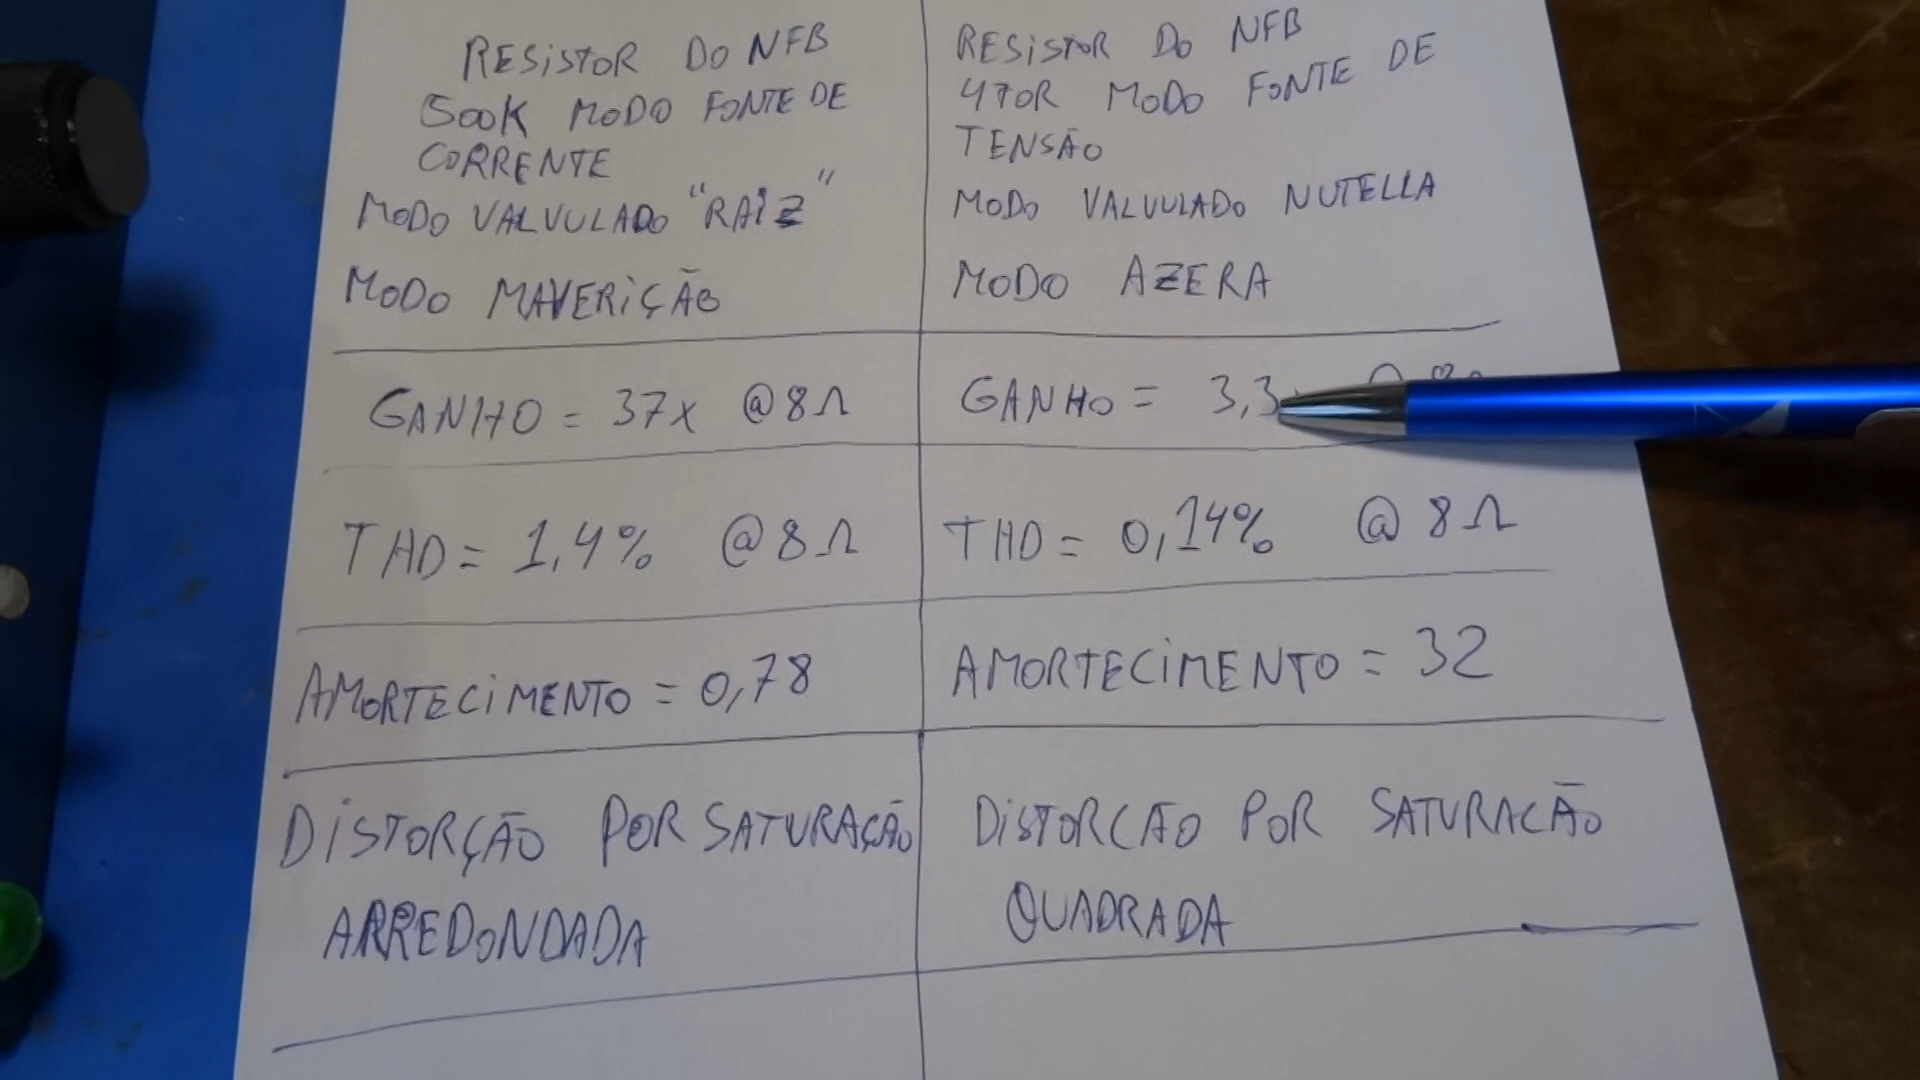 RESISTOR DO NFB
500K MODO FONTE DE
CORRENTE
MODO VALVULADO "RAIZ"
MODO MAVERIÇÃO
GANHO = 37x @8Ω
THD = 1,4% @8Ω
AMORTECIMENTO = 0,78
DISTORÇÃO POR SATURAÇÃO
ARREDONDADA
RESISTOR DO NFB
470R MODO FONTE DE
TENSÃO
MODO VALVULADO NUTELLA
MODO AZERA
GANHO = 3,3
THD = 0,14% @ 8Ω
AMORTECIMENTO = 32
DISTORCÃO POR SATURACÃO
QUADRADA